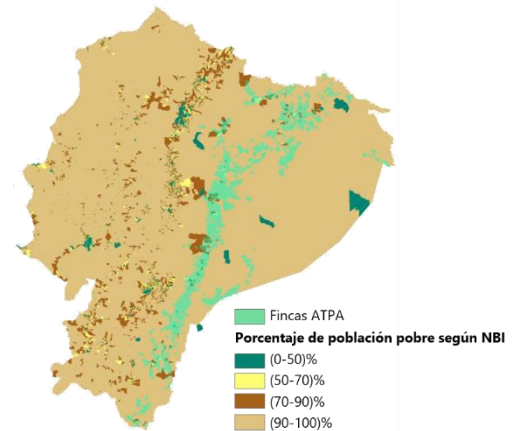 Fincas ATPA
Porcentaje de población pobre según NBI
(0-50)%
(50-70)%
(70-90)%
(90-100)%